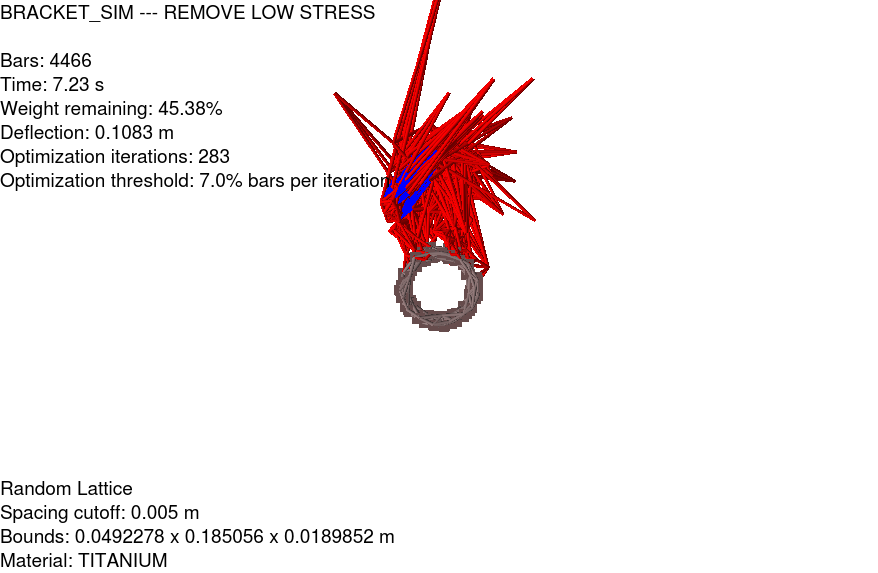 BRACKET_SIM --- REMOVE LOW STRESS
Bars: 4466
Time: 7.23 s
Weight remaining: 45.38%
Deflection: 0.1083 m
Optimization iterations: 283
Optimization threshold: 7.0% bars per iteration
Random Lattice
Spacing cutoff: 0.005 m
Bounds: 0.0492278 x 0.185056 x 0.0189852 m
Material: TITANIUM